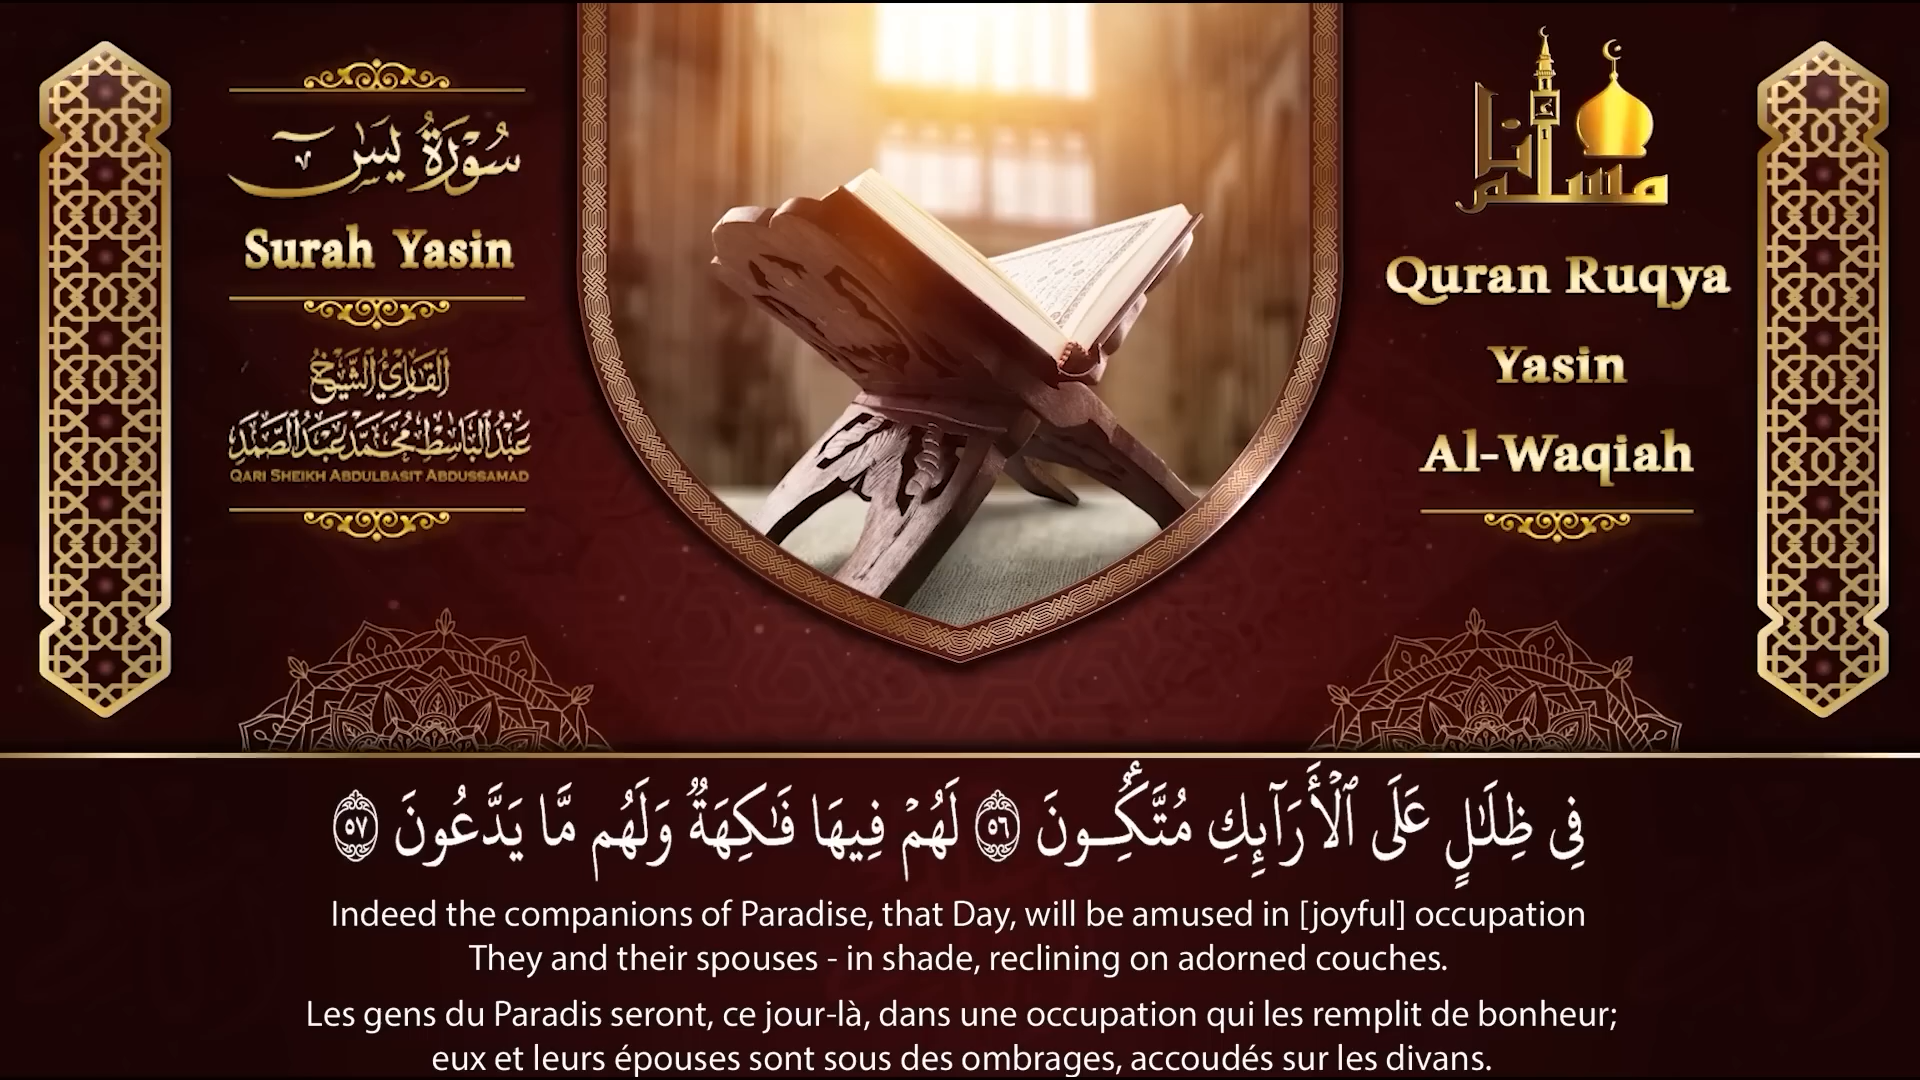 سُورَةُ يسٓ
Surah Yasin
القارئ الشيخ
عبد الباسط محمد عبد الصمد
QARI SHEIKH ABDULBASIT ABDUSSAMAD
مسلم أنا
Quran Ruqya
Yasin
Al-Waqiah
فِى ظِلَـٰلٍ عَلَى ٱلْأَرَآئِكِ مُتَّكِـُٔونَ ٥٦ لَهُمْ فِيهَا فَـٰكِهَةٌ وَلَهُم مَّا يَدَّعُونَ ٥٧
Indeed the companions of Paradise, that Day, will be amused in [joyful] occupation
They and their spouses - in shade, reclining on adorned couches.
Les gens du Paradis seront, ce jour-là, dans une occupation qui les remplit de bonheur;
eux et leurs épouses sont sous des ombrages, accoudés sur les divans.